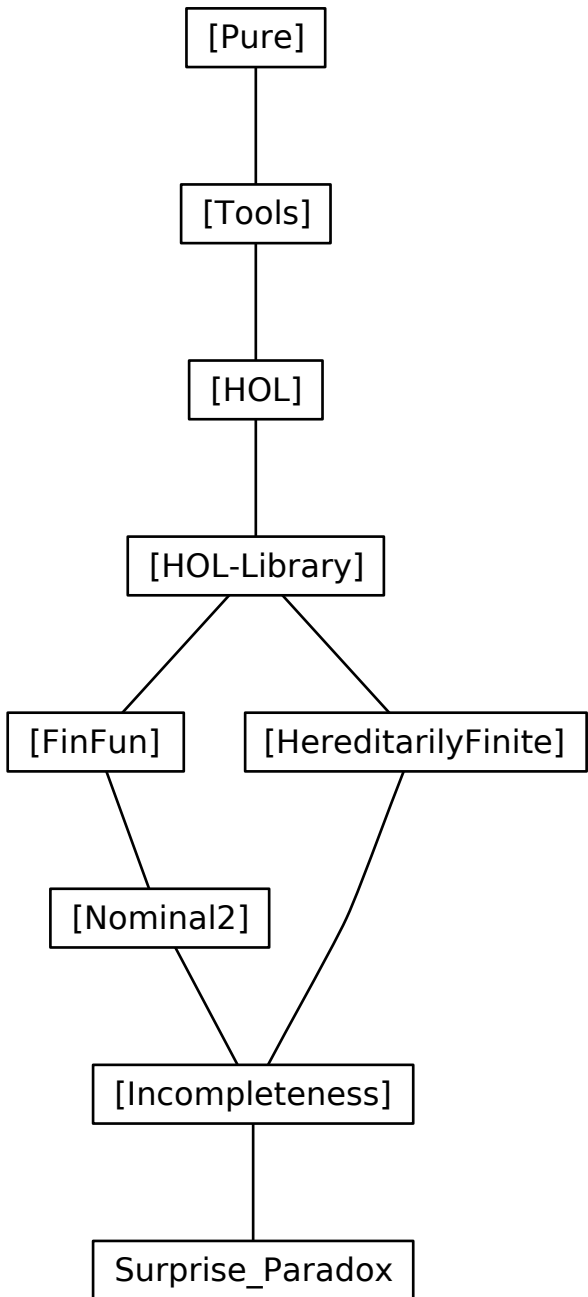 [Pure]
[Tools]
[HOL]
[HOL-Library]
[FinFun]
[HereditarilyFinite]
[Nominal2]
[Incompleteness]
Surprise_Paradox